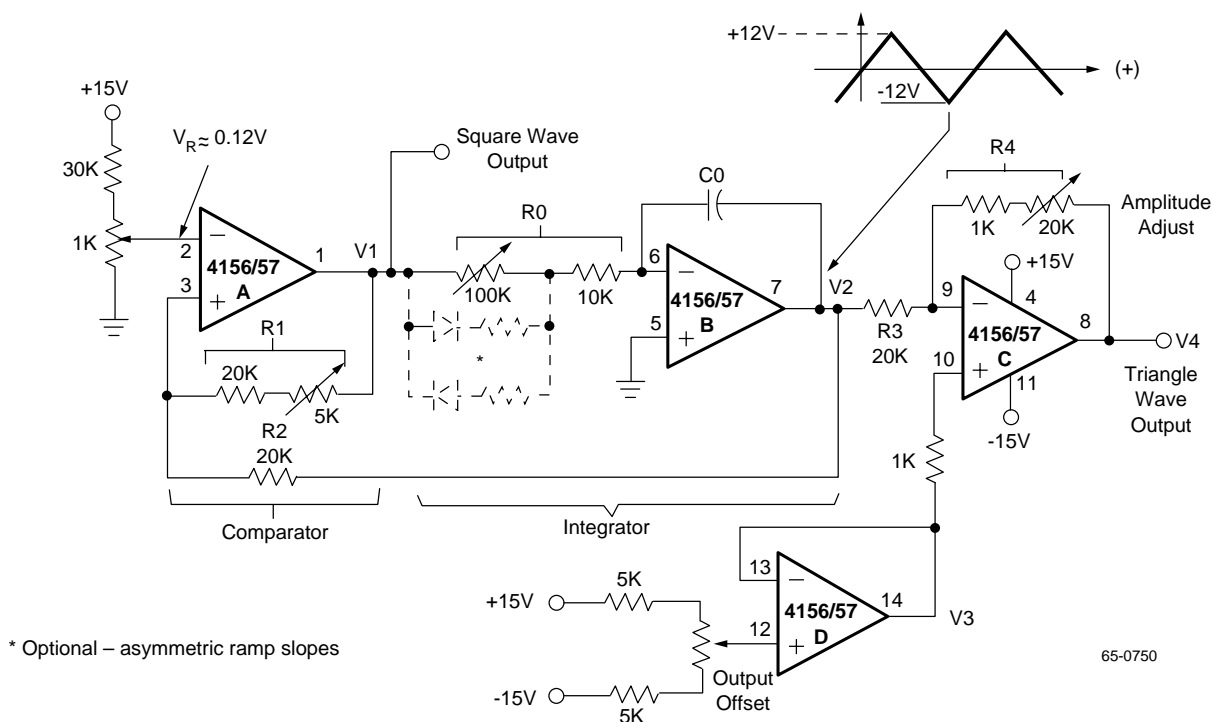 +12V
(+)
-12V
+15V
VR ≈ 0.12V
Square Wave
Output
30K
1K
2
3
4156/57
A
1
V1
R0
100K
10K
*
C0
6
5
4156/57
B
7
V2
R3
20K
R4
1K
20K
Amplitude
Adjust
+15V
4
9
10
4156/57
C
8
11
-15V
V4
Triangle
Wave
Output
R1
20K
5K
R2
20K
1K
Comparator
Integrator
13
12
4156/57
D
14
V3
+15V
5K
-15V
5K
Output
Offset
* Optional – asymmetric ramp slopes
65-0750